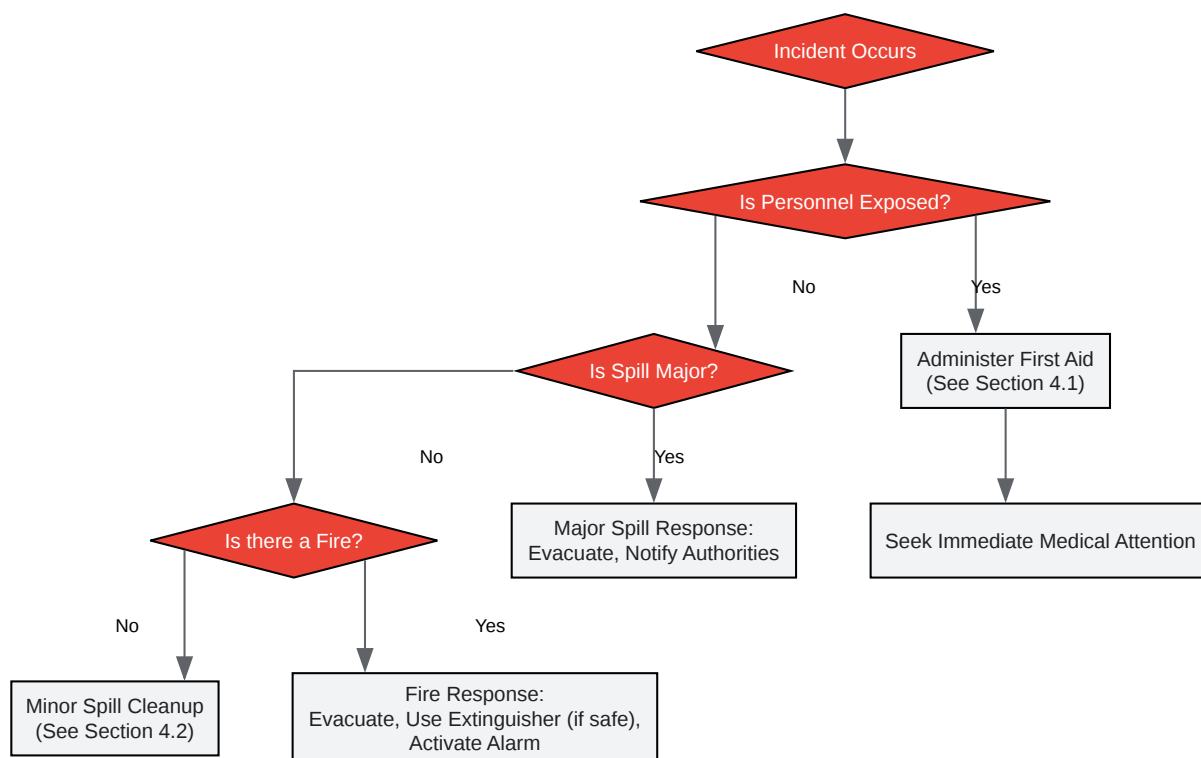 Incident Occurs
Is Personnel Exposed?
No
Yes
Administer First Aid
(See Section 4.1)
Is Spill Major?
No
Yes
Major Spill Response:
Evacuate, Notify Authorities
Seek Immediate Medical Attention
Is there a Fire?
No
Yes
Minor Spill Cleanup
(See Section 4.2)
Fire Response:
Evacuate, Use Extinguisher (if safe),
Activate Alarm